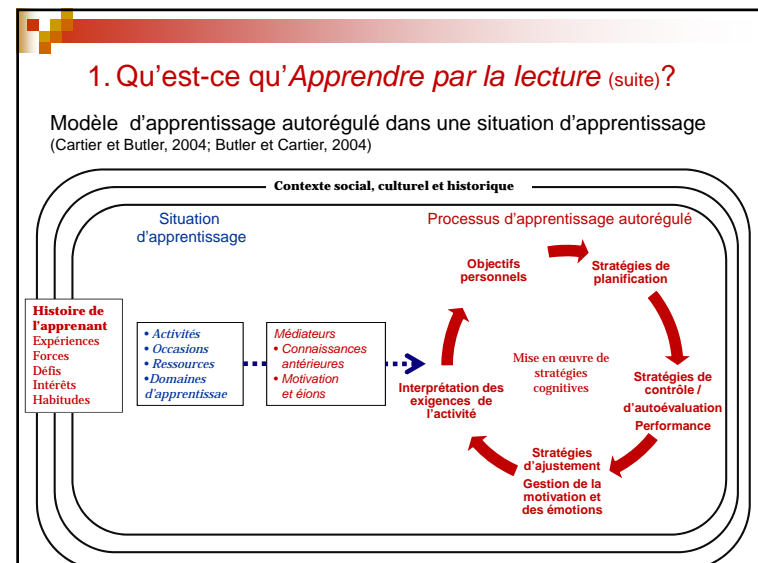 1. Qu'est-ce qu'Apprendre par la lecture (suite)?
Modèle d'apprentissage autorégulé dans une situation d'apprentissage
(Cartier et Butler, 2004; Butler et Cartier, 2004)
Contexte social, culturel et historique
Situation
d'apprentissage
Processus d'apprentissage autorégulé
Histoire de
l'apprenant
Expériences
Forces
Défis
Intérêts
Habitudes
• Activités
• Occasions
• Ressources
•Domaines
d'apprentissae
Médiateurs
• Connaissances
antérieures
• Motivation
et éions
Objectifs
personnels
Stratégies de
planification
Mise en œuvre de
stratégies
cognitives
Stratégies de
contrôle /
d'autoévaluation
Performance
Stratégies
d'ajustement
Gestion de la
motivation et
des émotions
Interprétation des
exigences de
l'activité